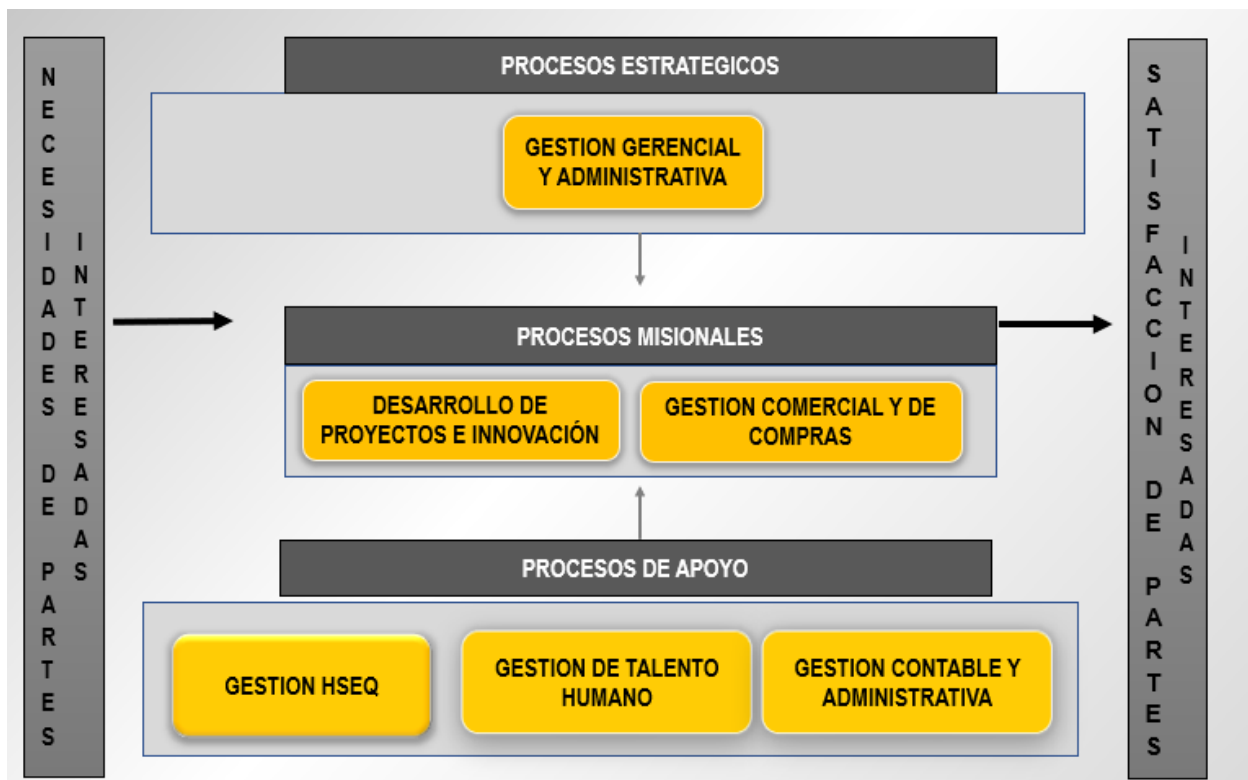 NECESIDADES DE PARTES
INTERESADAS
PROCESOS ESTRATEGICOS
GESTION GERENCIAL
Y ADMINISTRATIVA
PROCESOS MISIONALES
DESARROLLO DE
PROYECTOS E INNOVACIÓN
GESTION COMERCIAL Y DE
COMPRAS
PROCESOS DE APOYO
GESTION HSEQ
GESTION DE TALENTO
HUMANO
GESTION CONTABLE Y
ADMINISTRATIVA
SATISFACCION DE PARTES
INTERESADAS